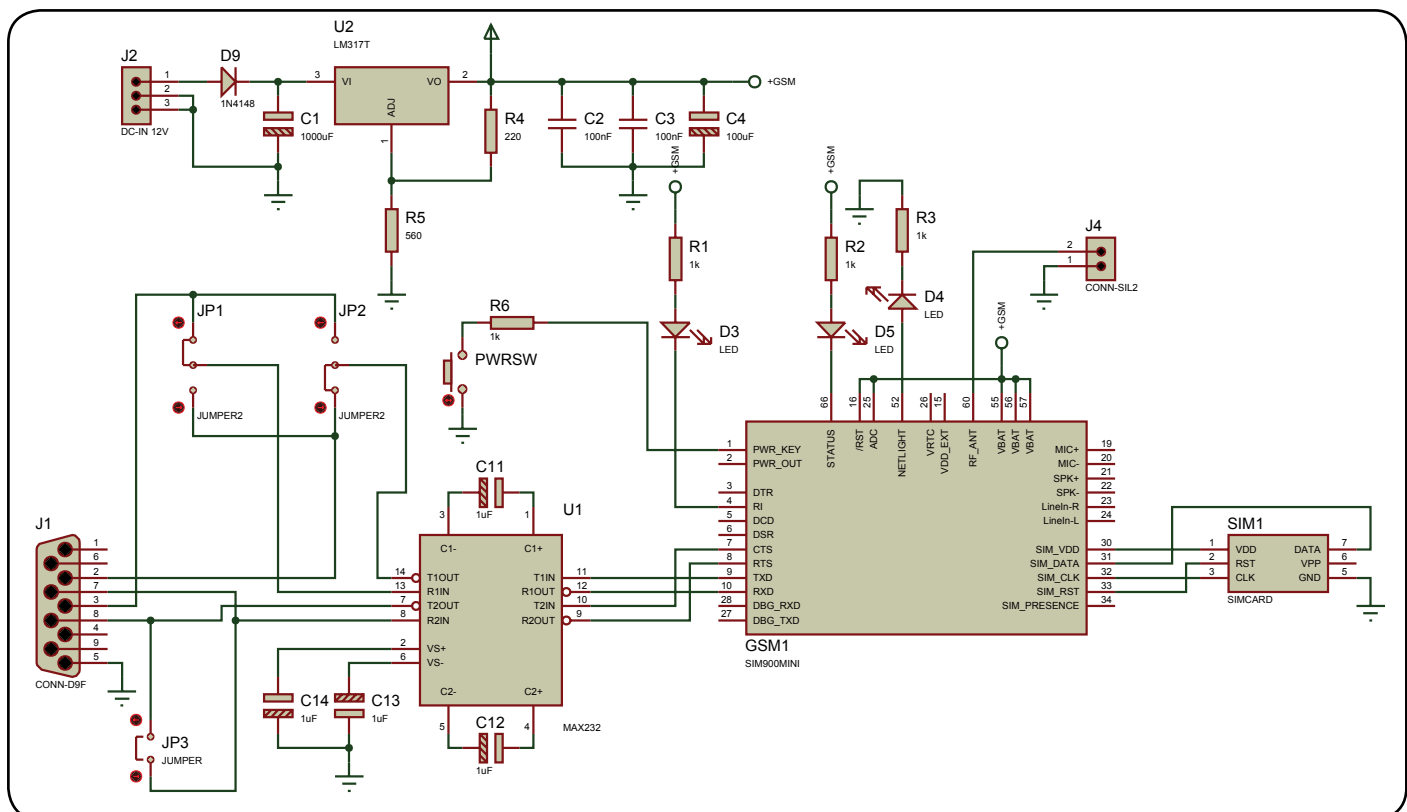 J2
1
2
3
DC-IN 12V
D9
1N4148
C1
1000uF
U2
LM317T
3
VI
VO
2
ADJ
1
R4
220
R5
560
C2
100nF
C3
100nF
C4
100uF
+GSM
+GSM
R1
1k
D3
LED
+GSM
R2
1k
D5
LED
R3
1k
D4
LED
J4
2
1
CONN-SIL2
+GSM
JP1
JUMPER2
JP2
JUMPER2
R6
1k
PWRSW
66
16
25
52
26
15
60
55
56
57
STATUS
/RST
ADC
NETLIGHT
VRTC
VDD_EXT
RF_ANT
VBAT
VBAT
VBAT
1
PWR_KEY
2
PWR_OUT
3
DTR
4
RI
5
DCD
6
DSR
7
CTS
8
RTS
9
TXD
10
RXD
28
DBG_RXD
27
DBG_TXD
MIC+
19
MIC-
20
SPK+
21
SPK-
22
LineIn-R
23
LineIn-L
24
SIM_VDD
30
SIM_DATA
31
SIM_CLK
32
SIM_RST
33
SIM_PRESENCE
34
GSM1
SIM900MINI
SIM1
1
VDD
DATA
7
2
RST
VPP
6
3
CLK
GND
5
SIMCARD
J1
1
6
2
7
3
8
4
9
5
CONN-D9F
C11
1uF
U1
3
1
C1-
C1+
14
T1OUT
T1IN
11
13
R1IN
R1OUT
12
7
T2OUT
T2IN
10
8
R2IN
R2OUT
9
2
VS+
6
VS-
C2-
C2+
5
4
MAX232
C12
1uF
C14
1uF
C13
1uF
JP3
JUMPER